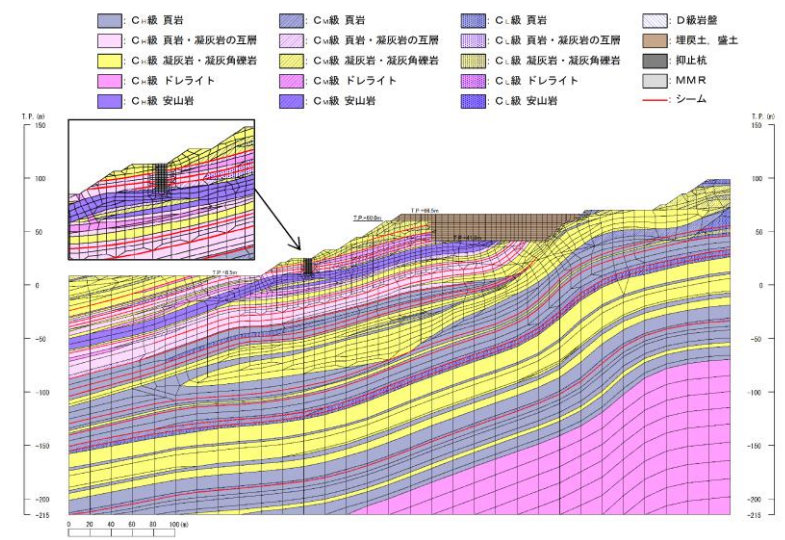 : CH級 頁岩 : CM級 頁岩 : CL級 頁岩 : D級岩盤
: CH級 頁岩・凝灰岩の互層 : CM級 頁岩・凝灰岩の互層 : CL級 頁岩・凝灰岩の互層 : 埋戻土，盛土
: CH級 凝灰岩・凝灰角礫岩 : CM級 凝灰岩・凝灰角礫岩 : CL級 凝灰岩・凝灰角礫岩 : 抑止杭
: CH級 ドレライト : CM級 ドレライト : CL級 ドレライト : MMR
: CH級 安山岩 : CM級 安山岩 : CL級 安山岩 : シーム
T.P.(m) T.P.(m)
150 150
100 100
50 50
0 0
-50 -50
-100 -100
-150 -150
-200 -200
-215 -215
T.P.+8.5m
0 20 40 60 80 100 (m)